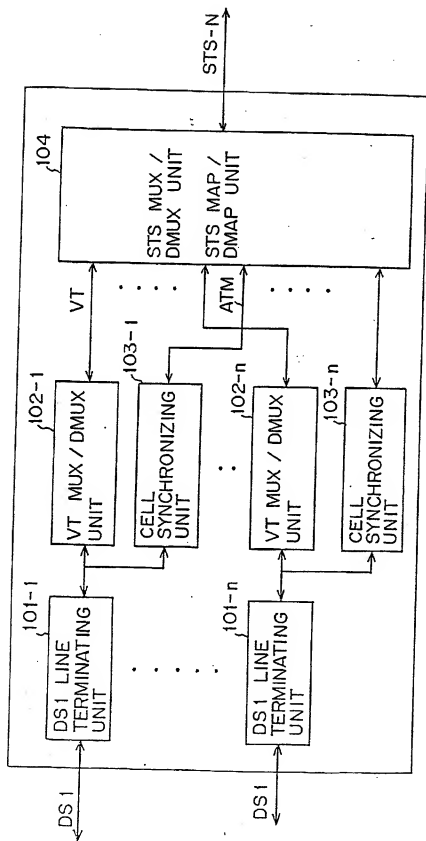 DS1
101-1
DS1 LINE
TERMINATING
UNIT
102-1
VT MUX/DMUX
UNIT
103-1
CELL
SYNCHRONIZING
UNIT
VT
104
STS MUX/
DMUX UNIT
STS MAP/
DMAP UNIT
STS-N
ATM
DS1
101-n
DS1 LINE
TERMINATING
UNIT
102-n
VT MUX/DMUX
UNIT
103-n
CELL
SYNCHRONIZING
UNIT